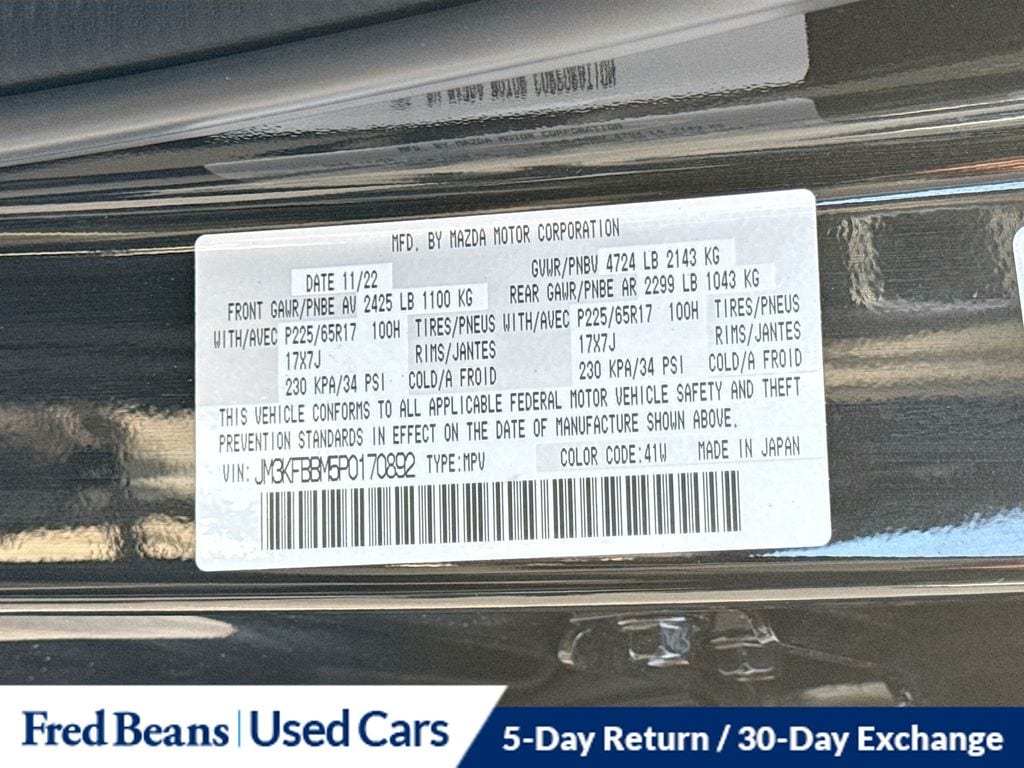 MFD. BY MAZDA MOTOR CORPORATION
DATE 11/22 GVWR/PNBV 4724 LB 2143 KG
FRONT GAWR/PNBE AV 2425 LB 1100 KG REAR GAWR/PNBE AR 2299 LB 1043 KG
WITH/AVEC P225/65R17 100H TIRES/PNEUS WITH/AVEC P225/65R17 100H TIRES/PNEUS
17X7J RIMS/JANTES 17X7J RIMS/JANTES
230 KPA/34 PSI COLD/A FROID 230 KPA/34 PSI COLD/A FROID
THIS VEHICLE CONFORMS TO ALL APPLICABLE FEDERAL MOTOR VEHICLE SAFETY AND THEFT
PREVENTION STANDARDS IN EFFECT ON THE DATE OF MANUFACTURE SHOWN ABOVE.
VIN: JM3KFBBM5P0170892 TYPE:MPV COLOR CODE:41W MADE IN JAPAN
Fred Beans | Used Cars
5-Day Return / 30-Day Exchange